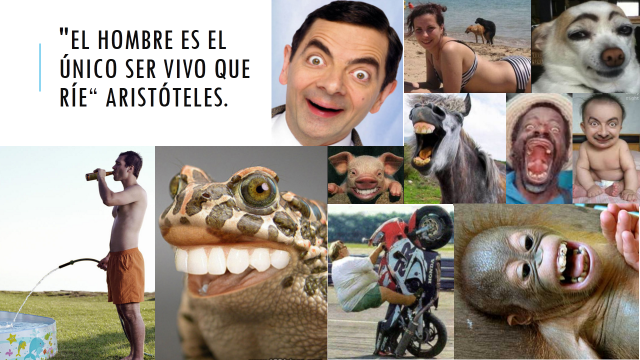 "EL HOMBRE ES EL
ÚNICO SER VIVO QUE
RÍE“ ARISTÓTELES.